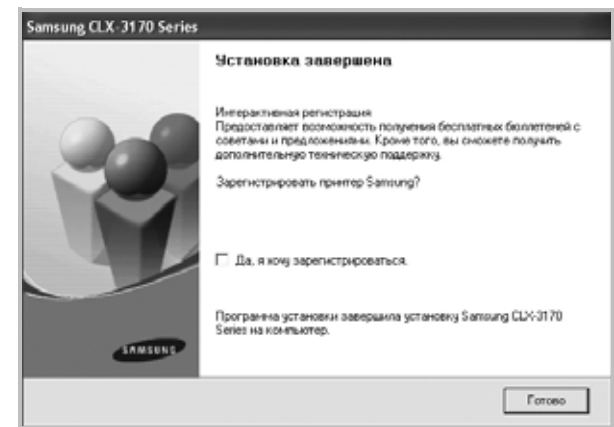 Samsung CLX-3170 Series
Установка завершена
Интерактивная регистрация
Предоставляет возможность получения бесплатных бюллетеней с
советами и предложениями. Кроме того, вы сможете получить
дополнительную техническую поддержку.
Зарегистрировать принтер Samsung?
Да, я хочу зарегистрироваться.
Программа установки завершила установку Samsung CLX-3170
Series на компьютер.
SAMSUNG
Готово